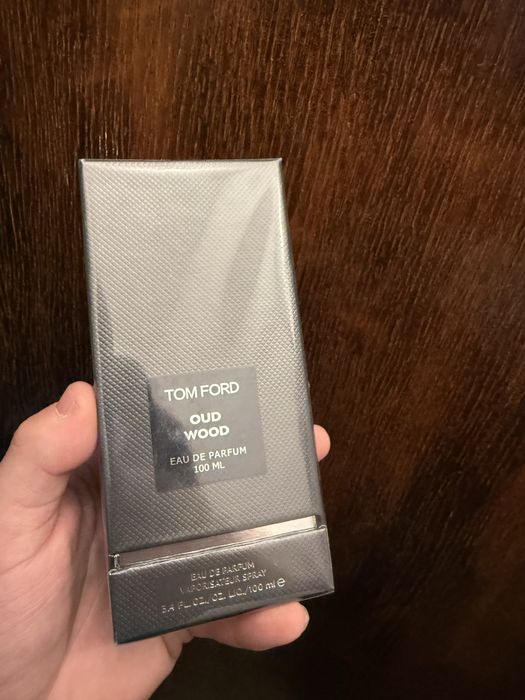 TOM FORD
OUD
WOOD
EAU DE PARFUM
100 ML
EAU DE PARFUM
VAPORISATEUR SPRAY
3.4 FL.OZ./OZ. LIQ./100 ml ℮